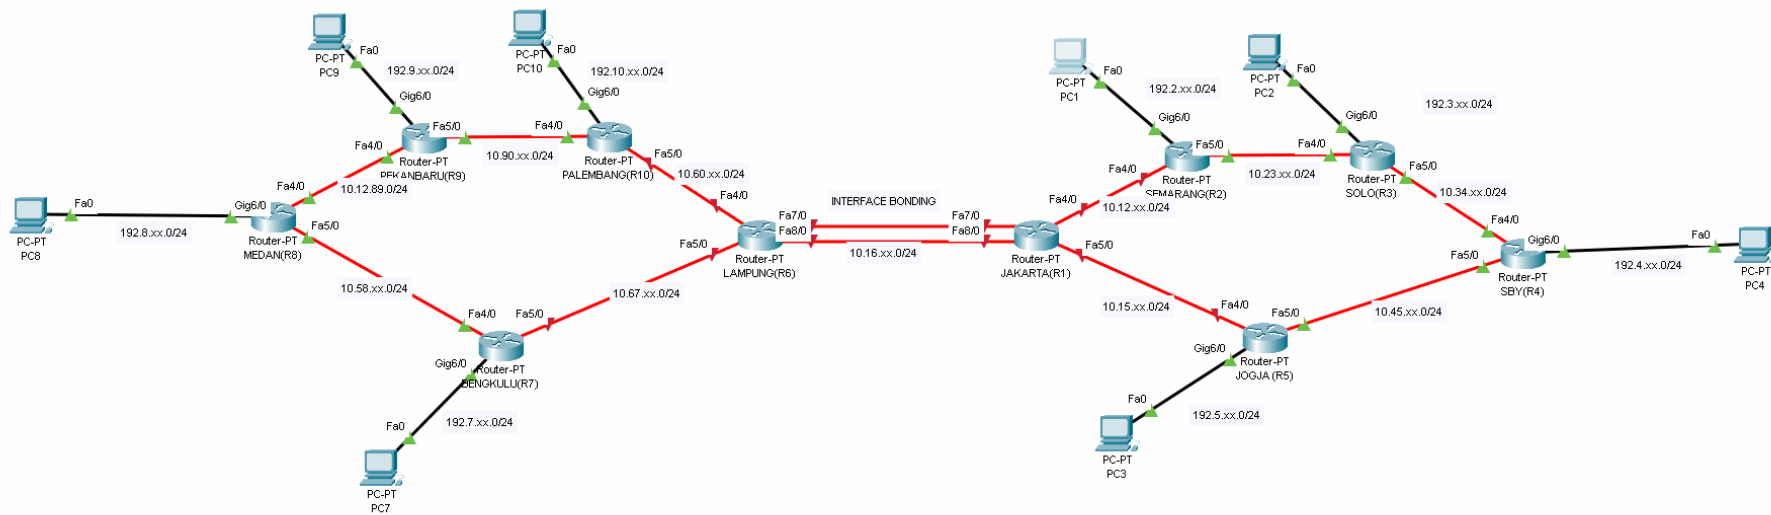 PC-PT
PC9
Fa0
192.9.xx.0/24
Gig6/0
PC-PT
PC10
Fa0
192.10.xx.0/24
Gig6/0
Fa4/0
Fa5/0
Router-PT
PEKANBARU(R9)
10.90.xx.0/24
Fa4/0
Fa5/0
Router-PT
PALEMBANG(R10)
10.60.xx.0/24
10.12.89.0/24
PC-PT
PC8
Fa0
192.8.xx.0/24
Gig6/0
Fa4/0
Fa5/0
Router-PT
MEDAN(R8)
10.58.xx.0/24
Fa4/0
Fa5/0
Gig6/0
Router-PT
BENGKULU(R7)
10.67.xx.0/24
Fa0
192.7.xx.0/24
PC-PT
PC7
Fa4/0
Fa5/0
Fa7/0
Fa8/0
Router-PT
LAMPUNG(R6)
INTERFACE BONDING
10.16.xx.0/24
Fa7/0
Fa8/0
Fa4/0
Fa5/0
Router-PT
JAKARTA(R1)
10.12.xx.0/24
PC-PT
PC1
Fa0
192.2.xx.0/24
Gig6/0
Fa4/0
Fa5/0
Router-PT
SEMARANG(R2)
10.23.xx.0/24
PC-PT
PC2
Fa0
192.3.xx.0/24
Gig6/0
Fa4/0
Fa5/0
Router-PT
SOLO(R3)
10.34.xx.0/24
Fa4/0
Gig6/0
Fa5/0
Router-PT
SBY(R4)
Fa0
192.4.xx.0/24
PC-PT
PC4
10.45.xx.0/24
10.15.xx.0/24
Fa4/0
Fa5/0
Gig6/0
Router-PT
JOGJA (R5)
Fa0
192.5.xx.0/24
PC-PT
PC3